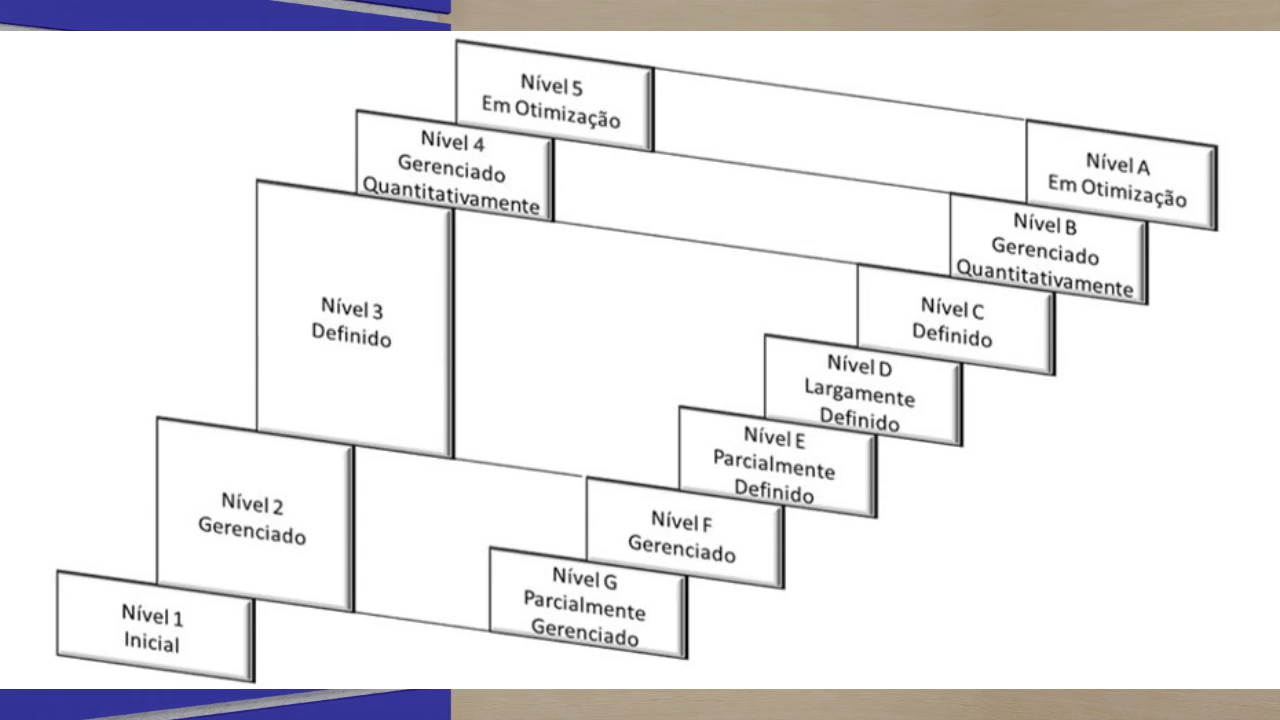 Nível 5
Em Otimização
Nível 4
Gerenciado
Quantitativamente
Nível 3
Definido
Nível 2
Gerenciado
Nível 1
Inicial
Nível A
Em Otimização
Nível B
Gerenciado
Quantitativamente
Nível C
Definido
Nível D
Largamente
Definido
Nível E
Parcialmente
Definido
Nível F
Gerenciado
Nível G
Parcialmente
Gerenciado